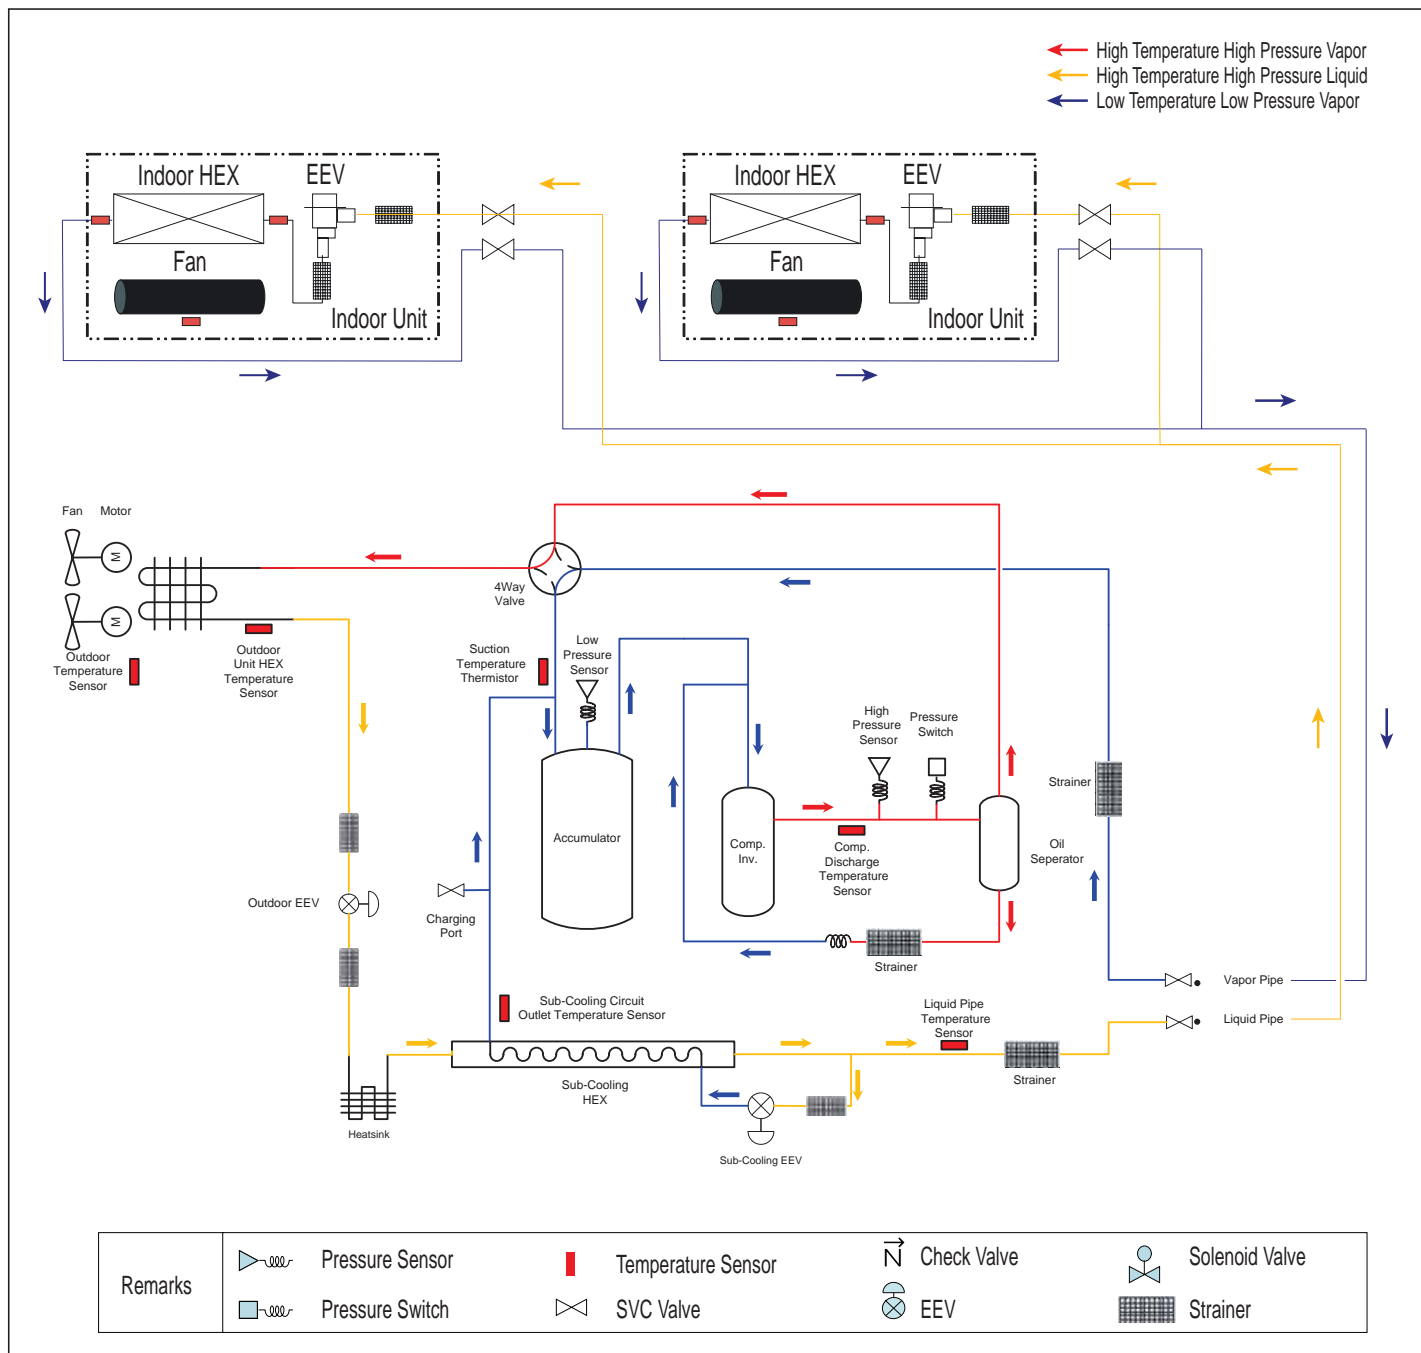 High Temperature High Pressure Vapor
High Temperature High Pressure Liquid
Low Temperature Low Pressure Vapor
Indoor HEX
EEV
Fan
Indoor Unit
Indoor HEX
EEV
Fan
Indoor Unit
Fan
Motor
M
M
Outdoor
Temperature
Sensor
Outdoor
Unit HEX
Temperature
Sensor
4Way
Valve
Suction
Temperature
Thermistor
Low
Pressure
Sensor
High
Pressure
Sensor
Pressure
Switch
Strainer
Accumulator
Comp.
Inv.
Comp.
Discharge
Temperature
Sensor
Oil
Seperator
Outdoor EEV
Charging
Port
Strainer
Sub-Cooling Circuit
Outlet Temperature Sensor
Liquid Pipe
Temperature
Sensor
Vapor Pipe
Liquid Pipe
Strainer
Sub-Cooling
HEX
Heatsink
Sub-Cooling EEV
Remarks
Pressure Sensor
Temperature Sensor
N
Check Valve
Solenoid Valve
Pressure Switch
SVC Valve
EEV
Strainer